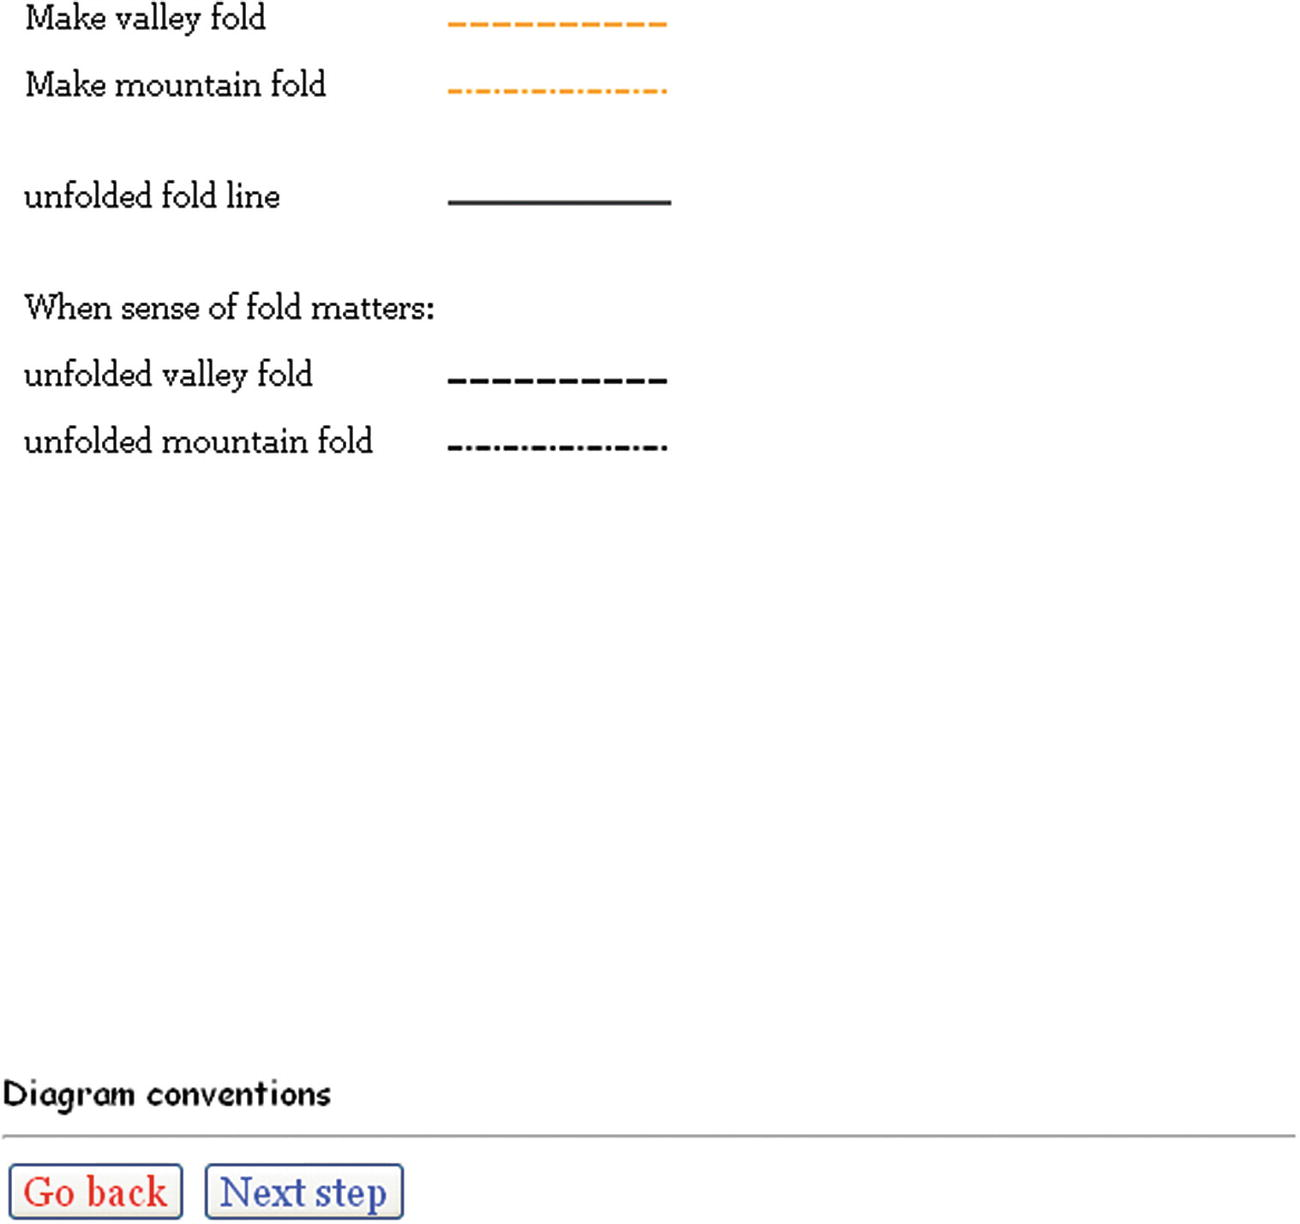 Make valley fold
Make mountain fold
unfolded fold line
When sense of fold matters:
unfolded valley fold
unfolded mountain fold
Diagram conventions
Go back Next step